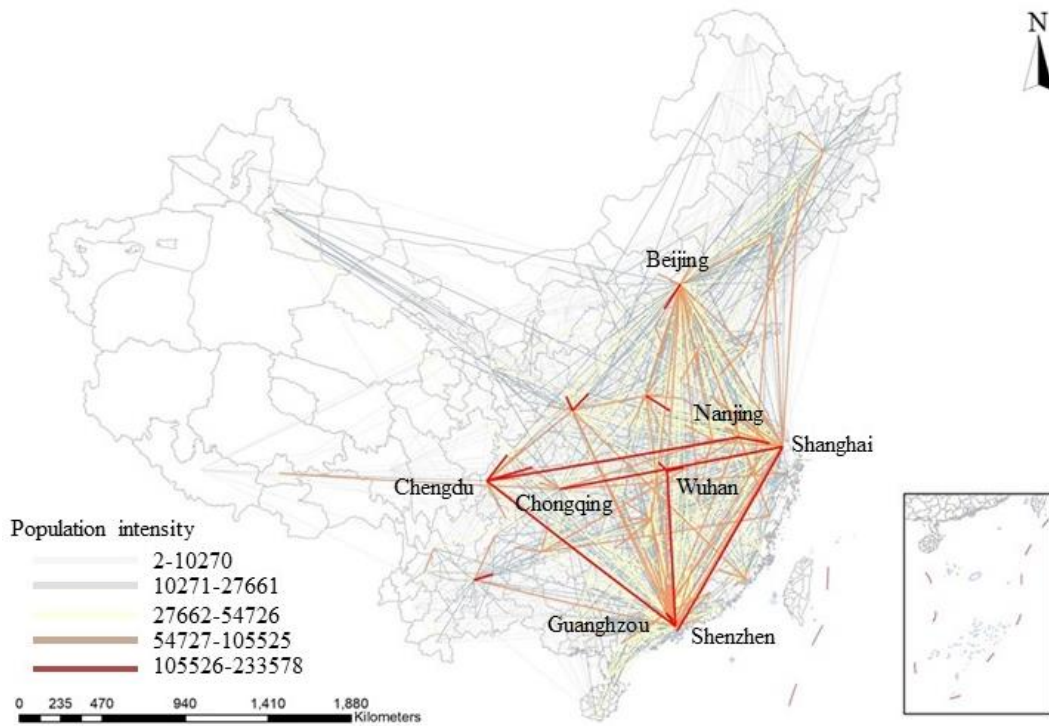 N
Beijing
Nanjing
Shanghai
Chengdu
Chongqing
Wuhan
Population intensity
2-10270
10271-27661
27662-54726
54727-105525
105526-233578
Guanghzou
Shenzhen
0 235 470 940 1,410 1,880
Kilometers